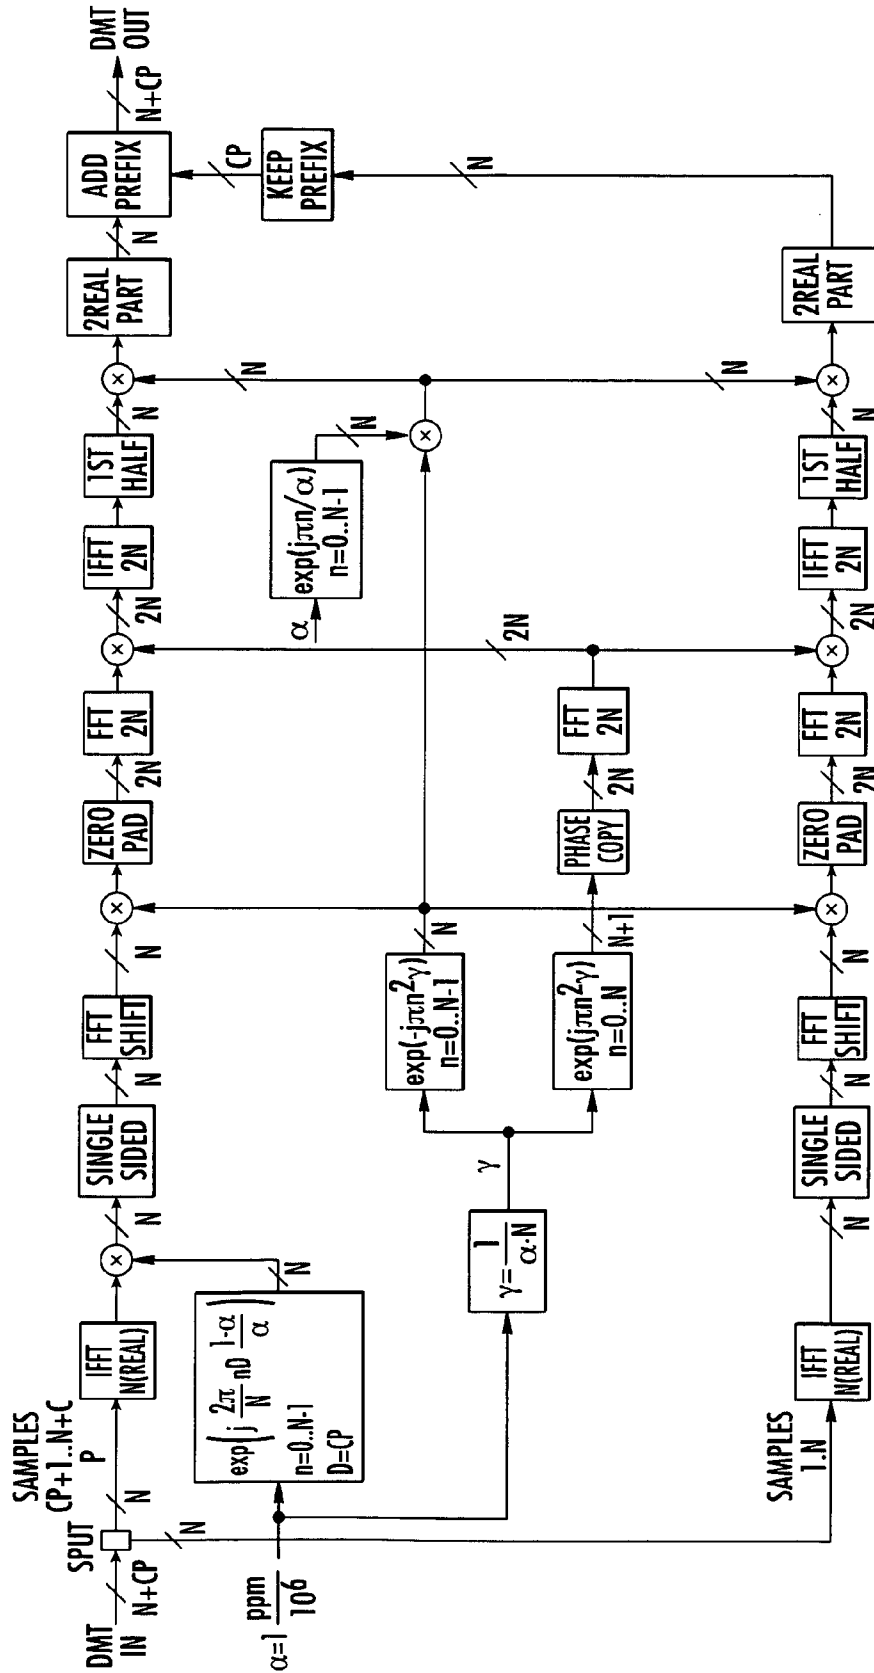 DMT
IN
N+CP
SPUT
N
SAMPLES
CP+1..N+C
P
IFFT
N(REAL)
×
N
SINGLE
SIDED
N
FFT
SHIFT
N
×
ZERO
PAD
2N
FFT
2N
×
2N
IFFT
2N
1ST
HALF
N
×
2REAL
PART
N
ADD
PREFIX
N+CP
DMT
OUT
CP
KEEP
PREFIX
N
α=1 ppm/10^6
exp(j 2π/N nD 1-α/α)
n=0..N-1
D=CP
N
γ= 1/α·N
γ
exp(-jπn²γ)
n=0..N-1
N
exp(jπn²γ)
n=0..N
N+1
PHASE
COPY
2N
FFT
2N
2N
α
exp(jπn/α)
n=0..N-1
N
×
N
N
N
SAMPLES
1.N
IFFT
N(REAL)
N
SINGLE
SIDED
N
FFT
SHIFT
N
×
ZERO
PAD
2N
FFT
2N
×
2N
IFFT
2N
1ST
HALF
N
×
2REAL
PART